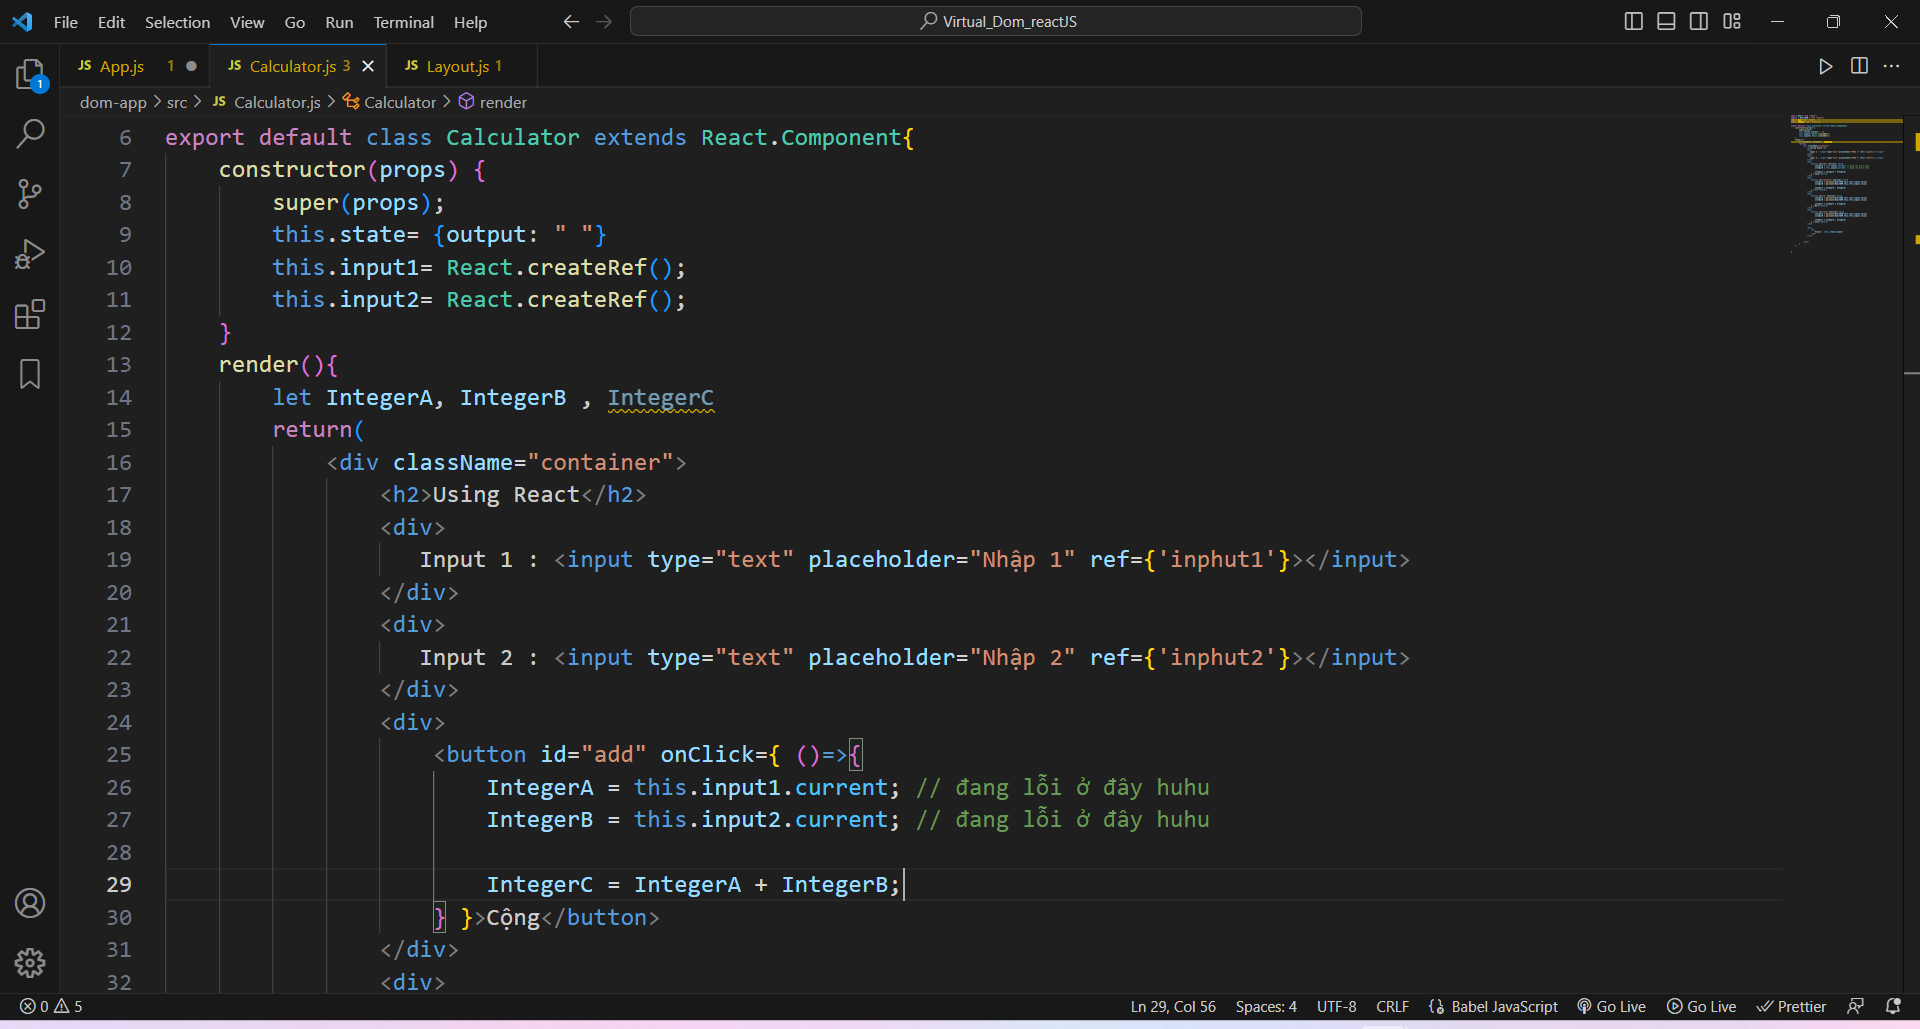 File Edit Selection View Go Run Terminal Help
Virtual_Dom_reactJS
JS App.js 1
JS Calculator.js 3
JS Layout.js 1
dom-app > src > JS Calculator.js > Calculator > render
6 export default class Calculator extends React.Component{
7 constructor(props) {
8 super(props);
9 this.state= {output: " "}
10 this.input1= React.createRef();
11 this.input2= React.createRef();
12 }
13 render(){
14 let IntegerA, IntegerB , IntegerC
15 return(
16 <div className="container">
17 <h2>Using React</h2>
18 <div>
19 Input 1 : <input type="text" placeholder="Nhập 1" ref={'inphut1'}></input>
20 </div>
21 <div>
22 Input 2 : <input type="text" placeholder="Nhập 2" ref={'inphut2'}></input>
23 </div>
24 <div>
25 <button id="add" onClick={ ()=>{
26 IntegerA = this.input1.current; // đang lỗi ở đây huhu
27 IntegerB = this.input2.current; // đang lỗi ở đây huhu
28
29 IntegerC = IntegerA + IntegerB;
30 } }>Cộng</button>
31 </div>
32 <div>
1
0 5
Ln 29, Col 56 Spaces: 4 UTF-8 CRLF {} Babel JavaScript Go Live Go Live Prettier